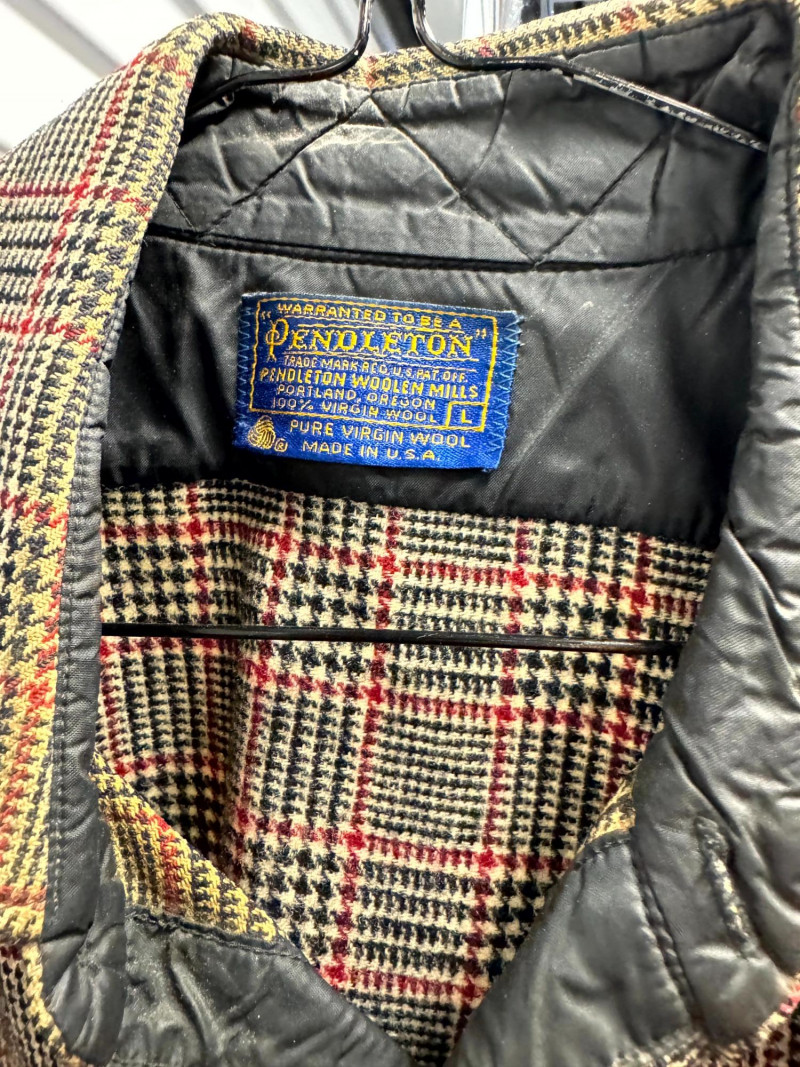 "WARRANTED TO BE A
PENDLETON"
TRADE MARK REG. U.S. PAT. OFF.
PENDLETON WOOLEN MILLS
PORTLAND, OREGON
100% VIRGIN WOOL L
PURE VIRGIN WOOL
® MADE IN U.S.A.